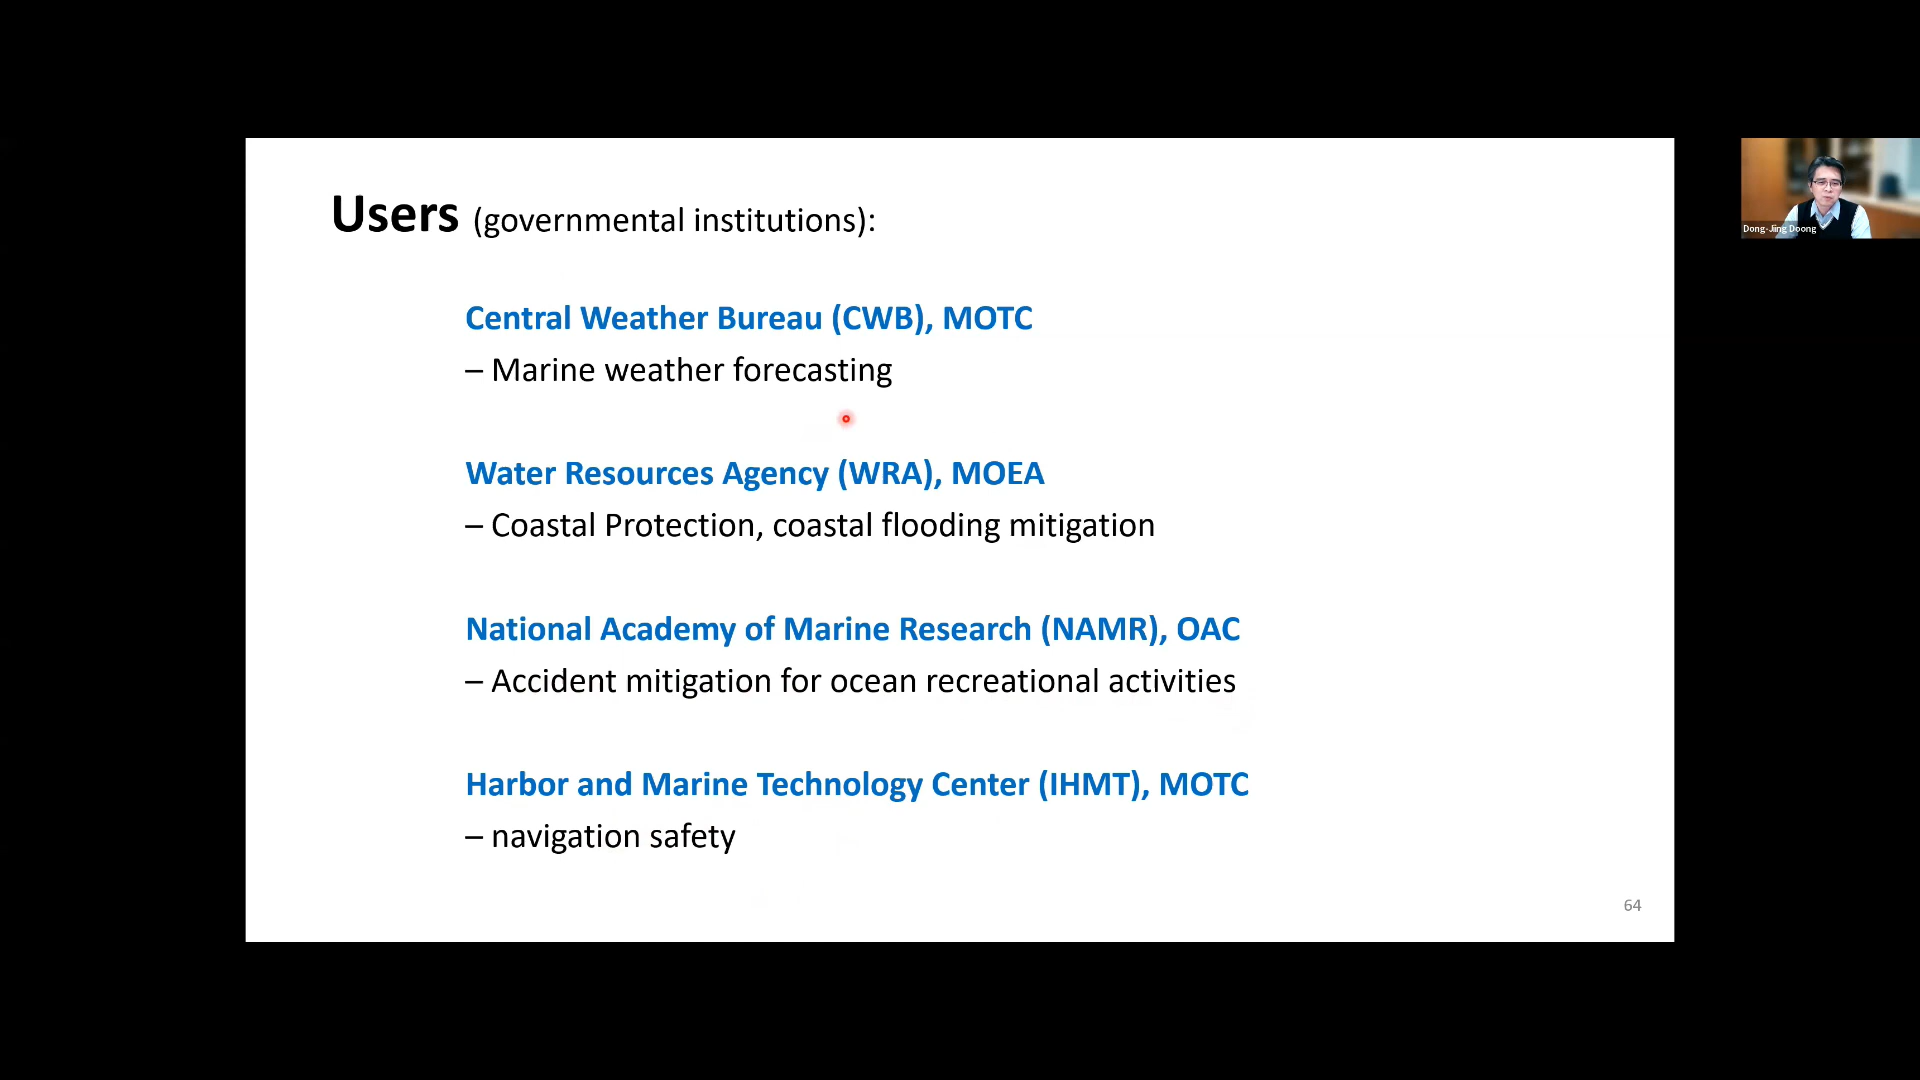 Users (governmental institutions):
Central Weather Bureau (CWB), MOTC
– Marine weather forecasting
Water Resources Agency (WRA), MOEA
– Coastal Protection, coastal flooding mitigation
National Academy of Marine Research (NAMR), OAC
– Accident mitigation for ocean recreational activities
Harbor and Marine Technology Center (IHMT), MOTC
– navigation safety
64
Dong-Jiing Doong